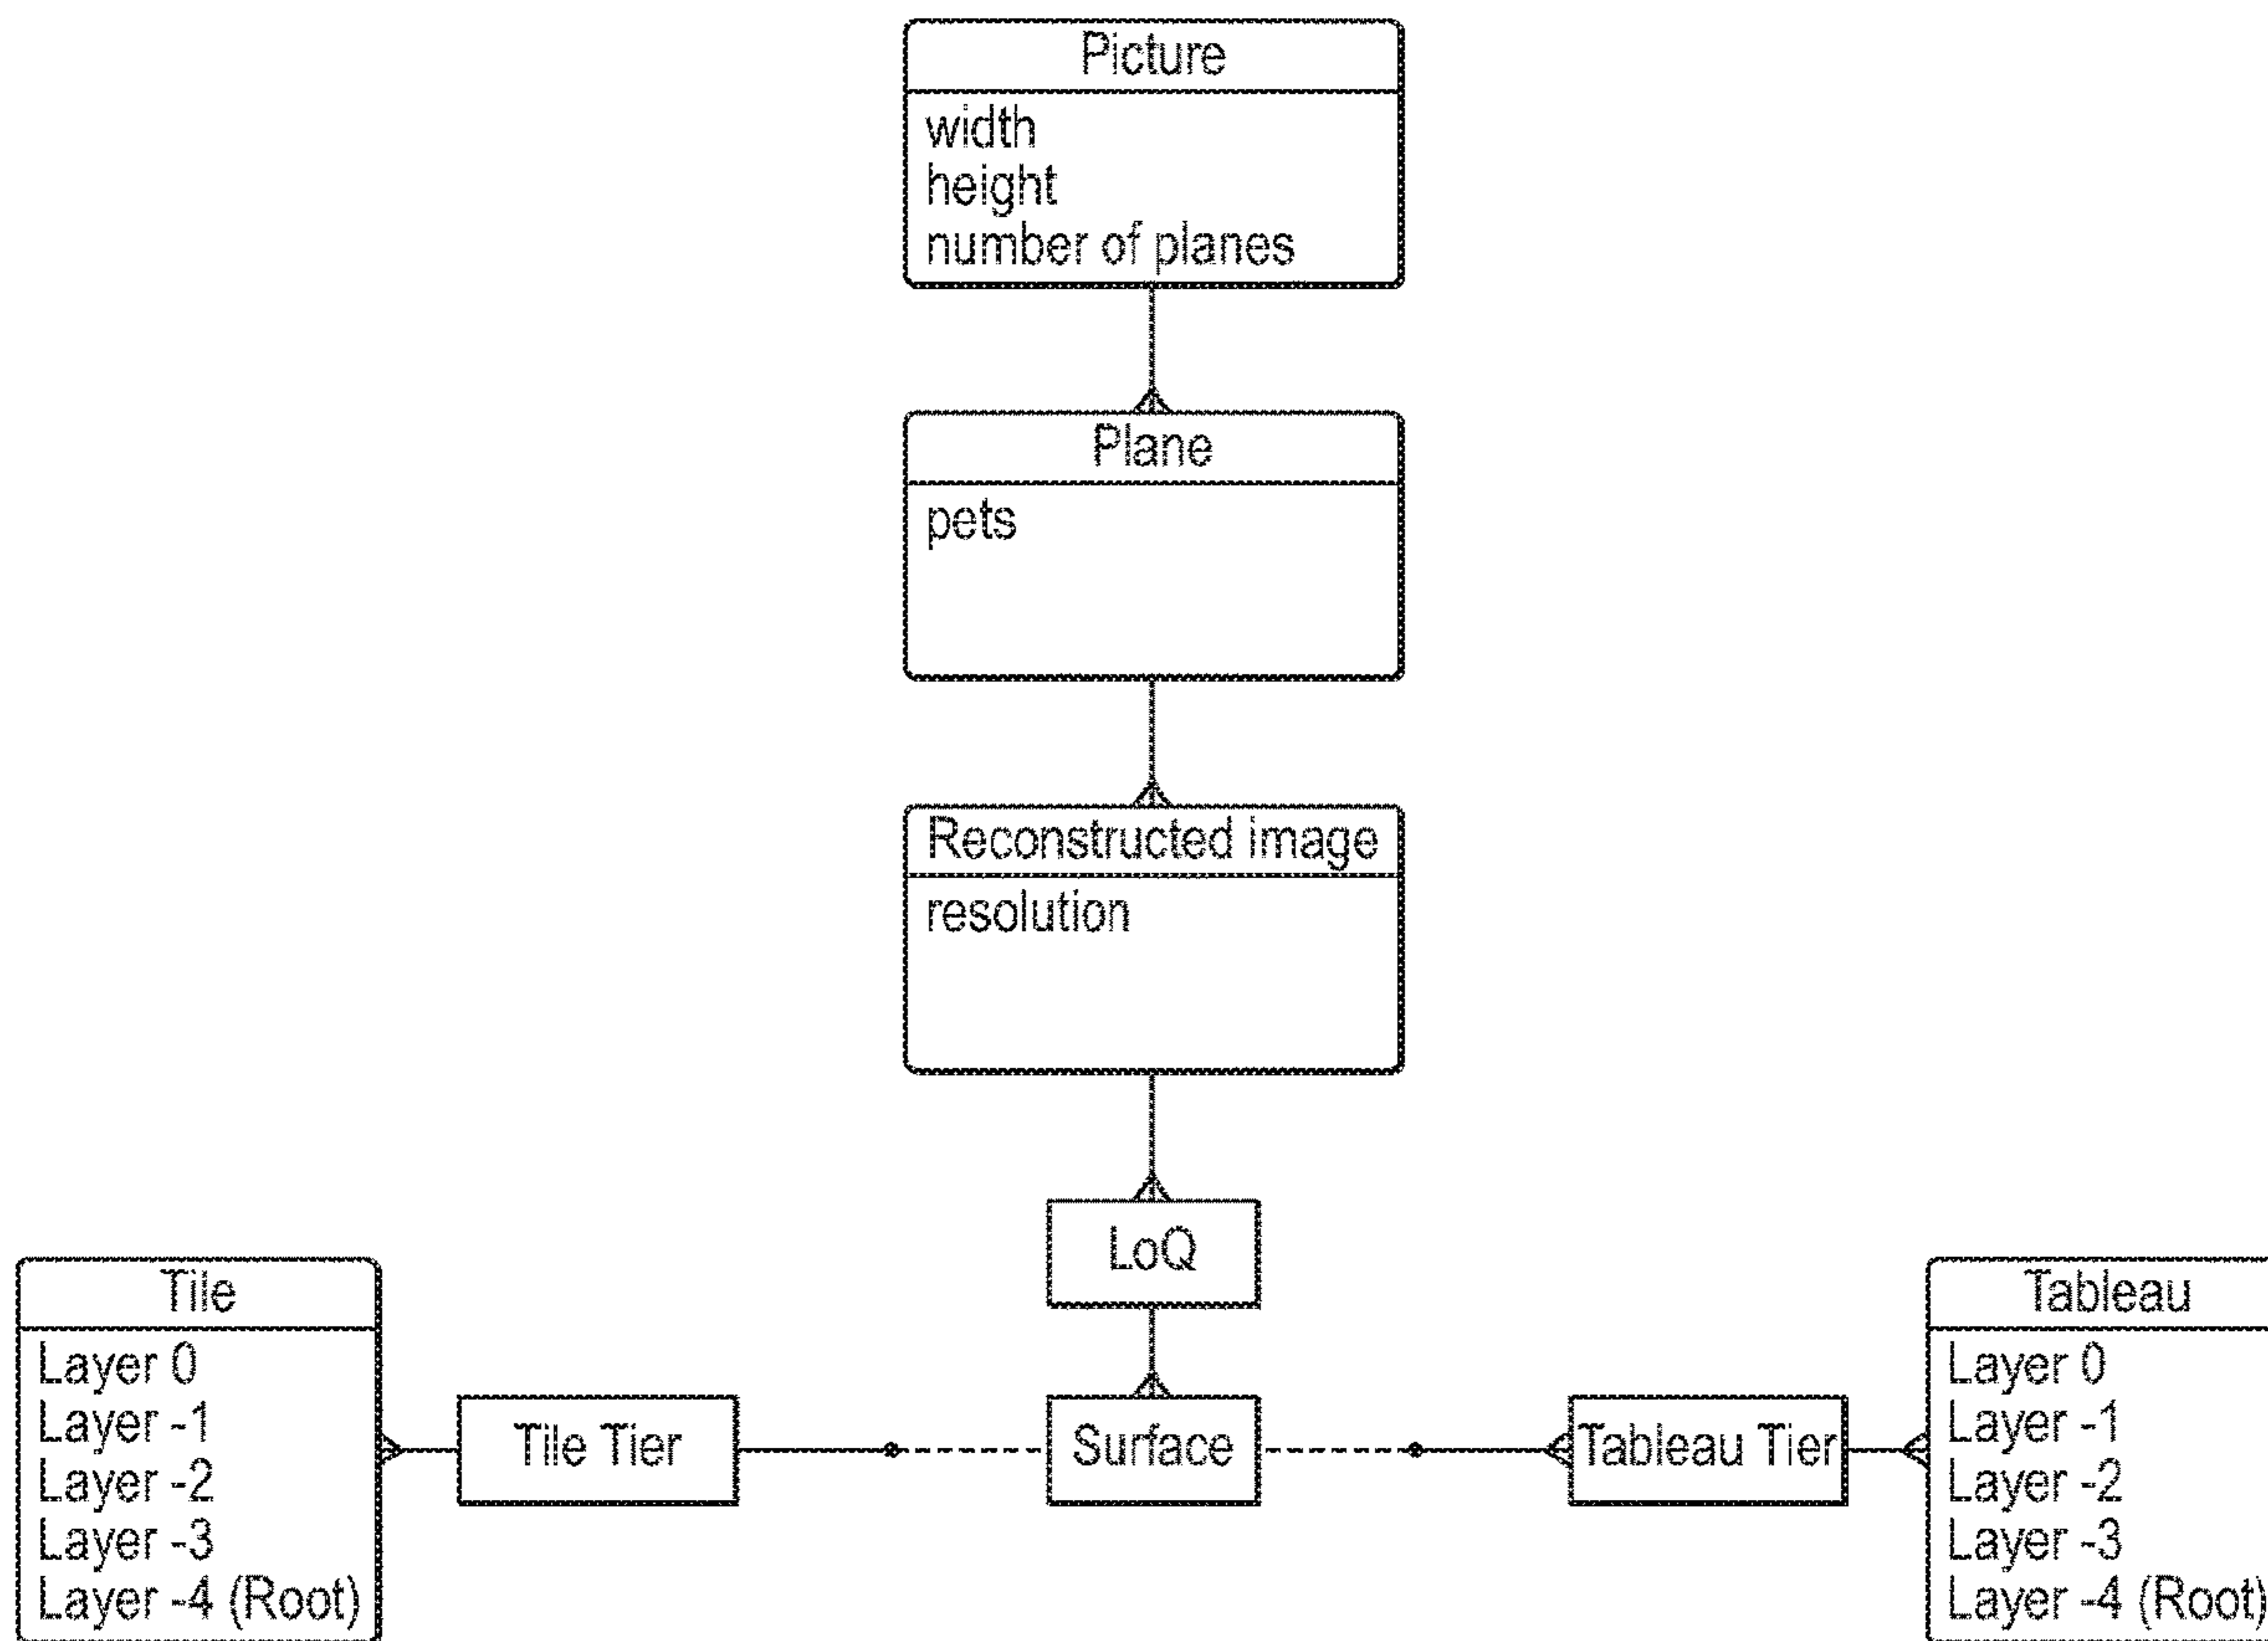 Picture
width
height
number of planes
Plane
pets
Reconstructed image
resolution
LoQ
Tile
Layer 0
Layer -1
Layer -2
Layer -3
Layer -4 (Root)
Tile Tier
Surface
Tableau Tier
Tableau
Layer 0
Layer -1
Layer -2
Layer -3
Layer -4 (Root)